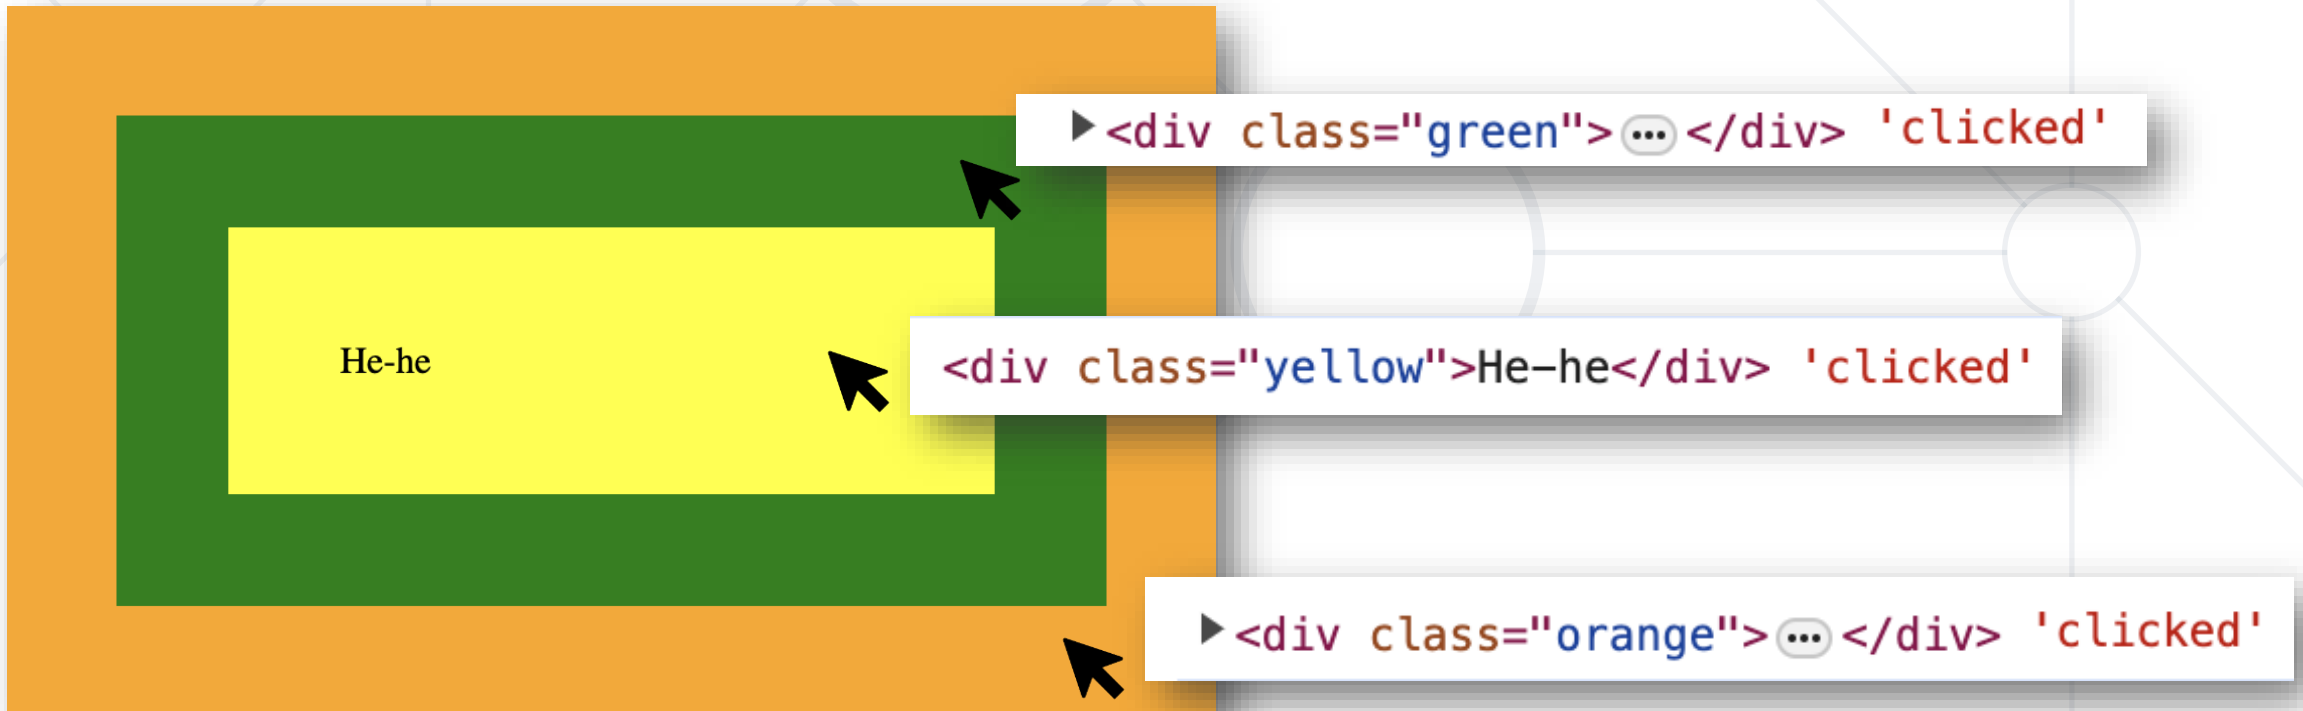 <div class="green">…</div> 'clicked'
He-he
<div class="yellow">He-he</div> 'clicked'
<div class="orange">…</div> 'clicked'